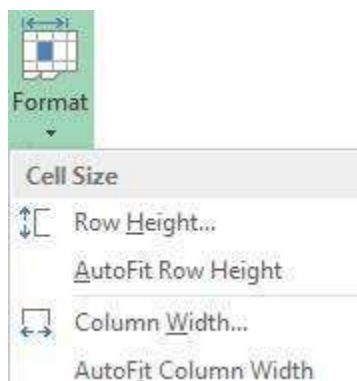 Format
Cell Size
Row Height...
AutoFit Row Height
Column Width...
AutoFit Column Width